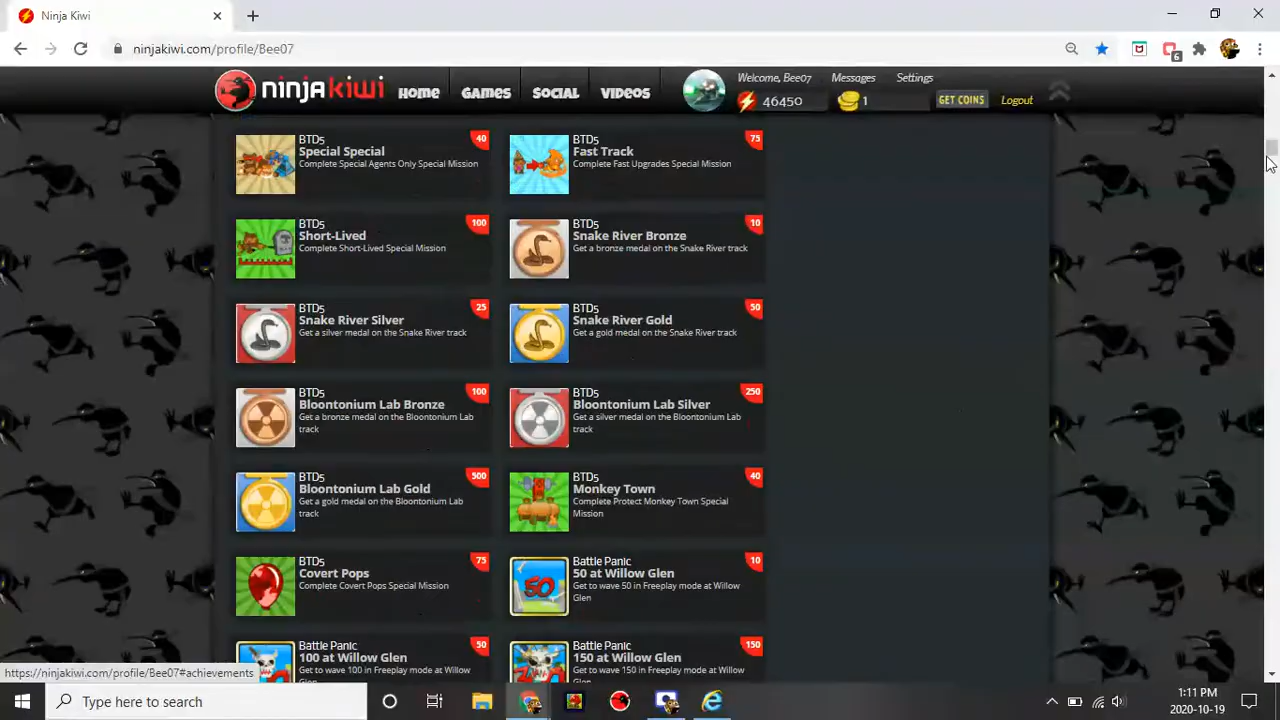 Ninja Kiwi
ninjakiwi.com/profile/Bee07
6
ninjakiwi
Home
Games
Social
Videos
Welcome, Bee07
Messages
Settings
46450
1
GET COINS
Logout
BTD5
40
Special Special
Complete Special Agents Only Special Mission
BTD5
75
Fast Track
Complete Fast Upgrades Special Mission
BTD5
100
Short-Lived
Complete Short-Lived Special Mission
BTD5
10
Snake River Bronze
Get a bronze medal on the Snake River track
BTD5
25
Snake River Silver
Get a silver medal on the Snake River track
BTD5
50
Snake River Gold
Get a gold medal on the Snake River track
BTD5
100
Bloontonium Lab Bronze
Get a bronze medal on the Bloontonium Lab
track
BTD5
250
Bloontonium Lab Silver
Get a silver medal on the Bloontonium Lab
track
BTD5
500
Bloontonium Lab Gold
Get a gold medal on the Bloontonium Lab
track
BTD5
40
Monkey Town
Complete Protect Monkey Town Special
Mission
BTD5
75
Covert Pops
Complete Covert Pops Special Mission
Battle Panic
10
50 at Willow Glen
Get to wave 50 in Freeplay mode at Willow
Glen
50
Battle Panic
50
100 at Willow Glen
Get to wave 100 in Freeplay mode at Willow
Glen
Battle Panic
150
150 at Willow Glen
Get to wave 150 in Freeplay mode at Willow
Glen
https://ninjakiwi.com/profile/Bee07#achievements
Type here to search
1:11 PM
2020-10-19